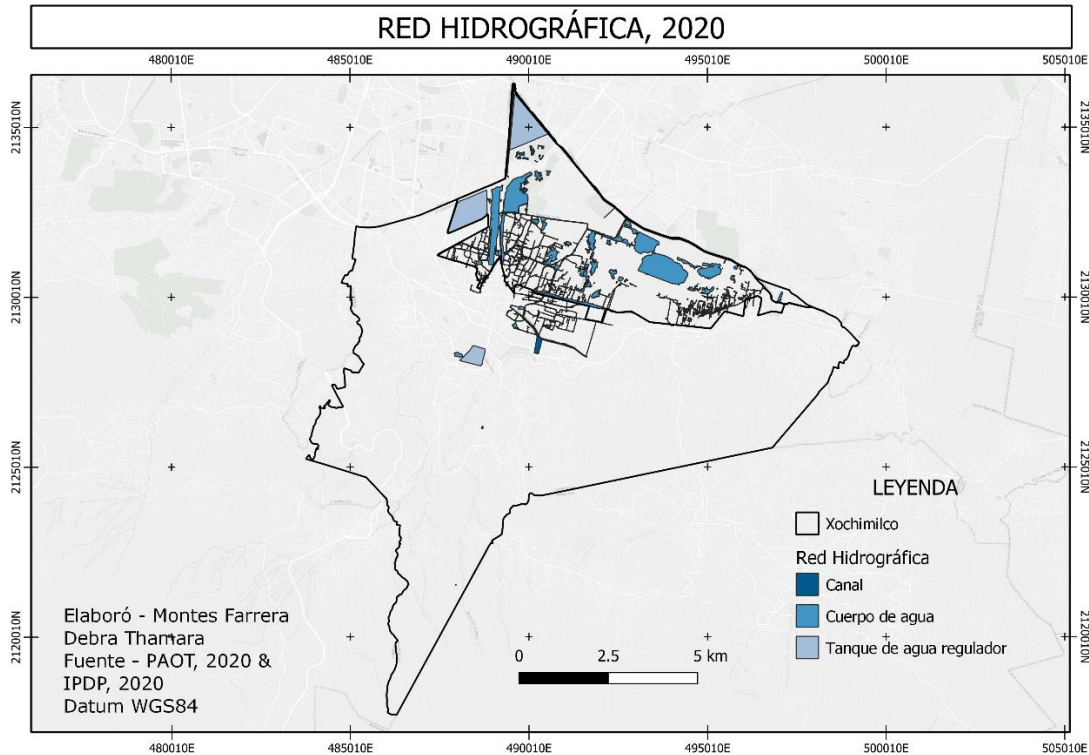 RED HIDROGRÁFICA, 2020
480010E 485010E 490010E 495010E 500010E 505010E
2135010N 2135010N
2130010N 2130010N
2125010N 2125010N
2120010N 2120010N
LEYENDA
Xochimilco
Red Hidrográfica
Canal
Cuerpo de agua
Tanque de agua regulador
Elaboró - Montes Farrera
Debra Thamara
Fuente - PAOT, 2020 &
IPDP, 2020
Datum WGS84
0 2.5 5 km
480010E 485010E 490010E 495010E 500010E 505010E